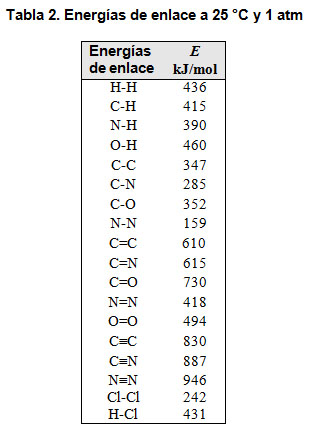 Tabla 2. Energías de enlace a 25 °C y 1 atm
Energías de enlace E kJ/mol
H-H 436
C-H 415
N-H 390
O-H 460
C-C 347
C-N 285
C-O 352
N-N 159
C=C 610
C=N 615
C=O 730
N=N 418
O=O 494
C≡C 830
C≡N 887
N≡N 946
Cl-Cl 242
H-Cl 431